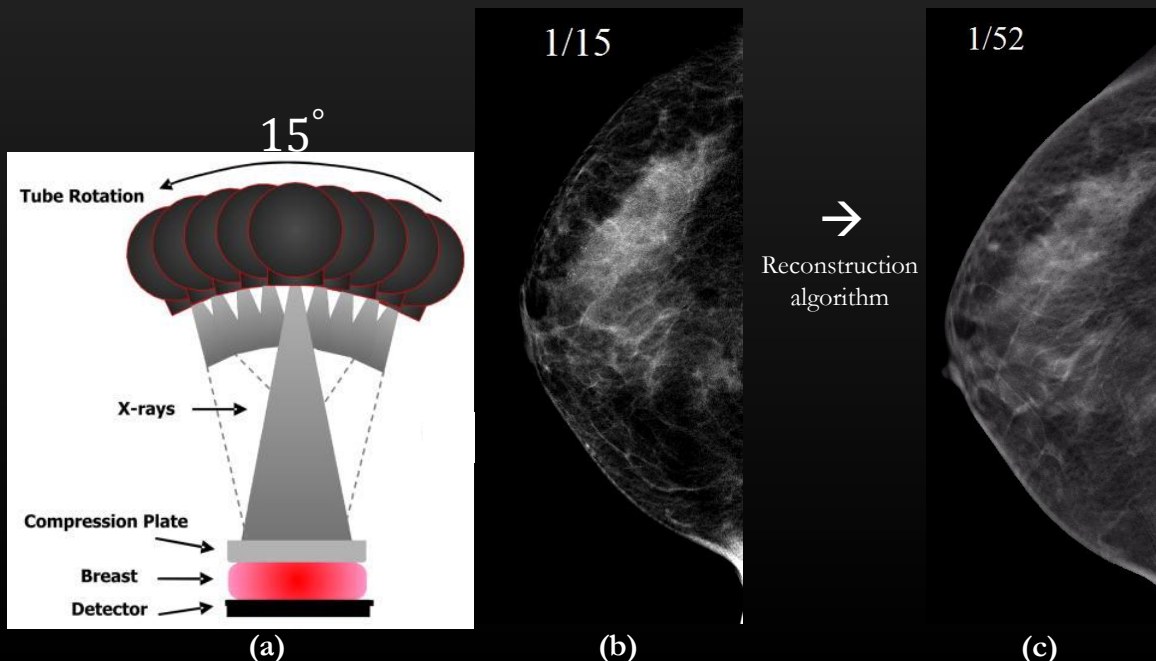 1/15
1/52
15°
Tube Rotation
→
Reconstruction
algorithm
X-rays
Compression Plate
Breast
Detector
(a)
(b)
(c)